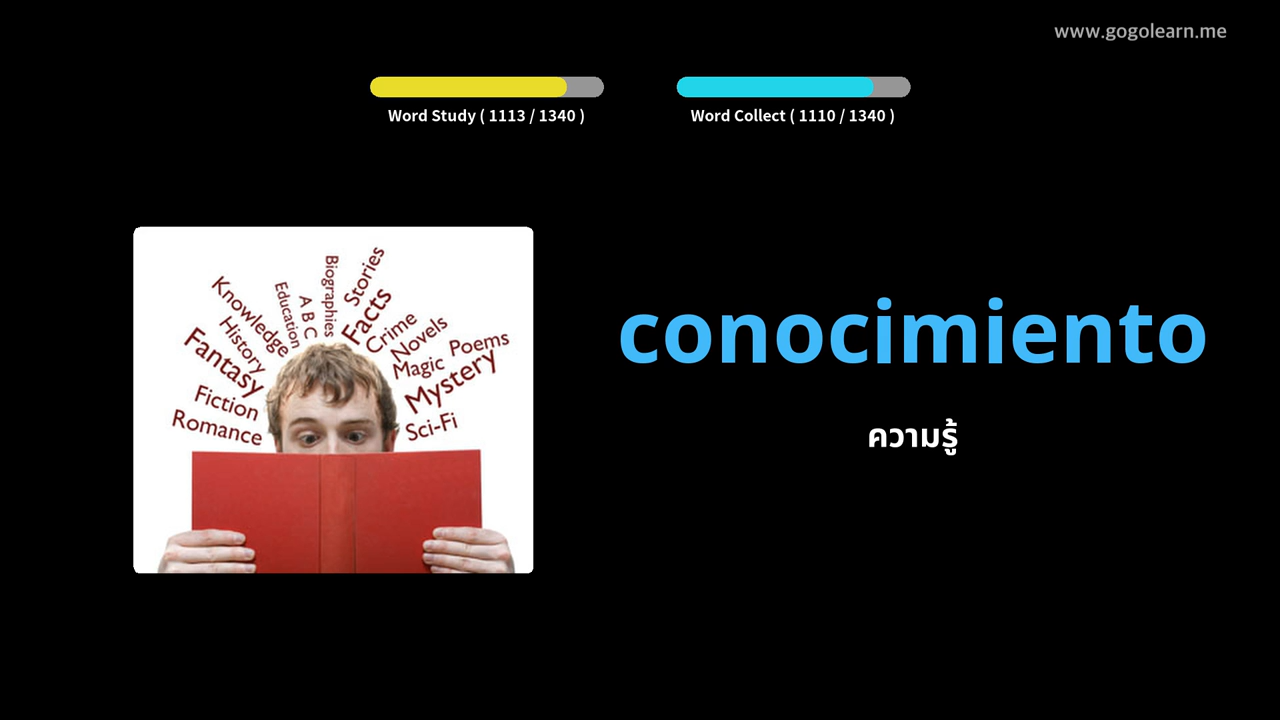 www.gogolearn.me
Word Study ( 1113 / 1340 )
Word Collect ( 1110 / 1340 )
Knowledge
Education
A B C
Biographies
Stories
Facts
Crime
Novels
Poems
Magic
Mystery
Sci-Fi
History
Fantasy
Fiction
Romance
conocimiento
ความรู้